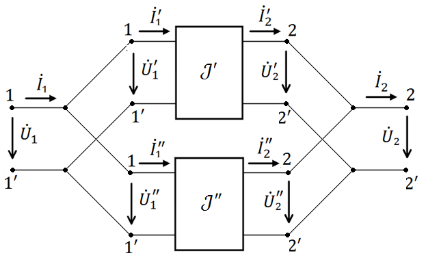 İ₁′ İ₂′
1 2
1 İ₁ U̇₁′ 𝒥′ U̇₂′ İ₂ 2
U̇₁ 1′ 2′ U̇₂
1 İ₁″ İ₂″ 2
1′ 2′
U̇₁″ 𝒥″ U̇₂″
1′ 2′